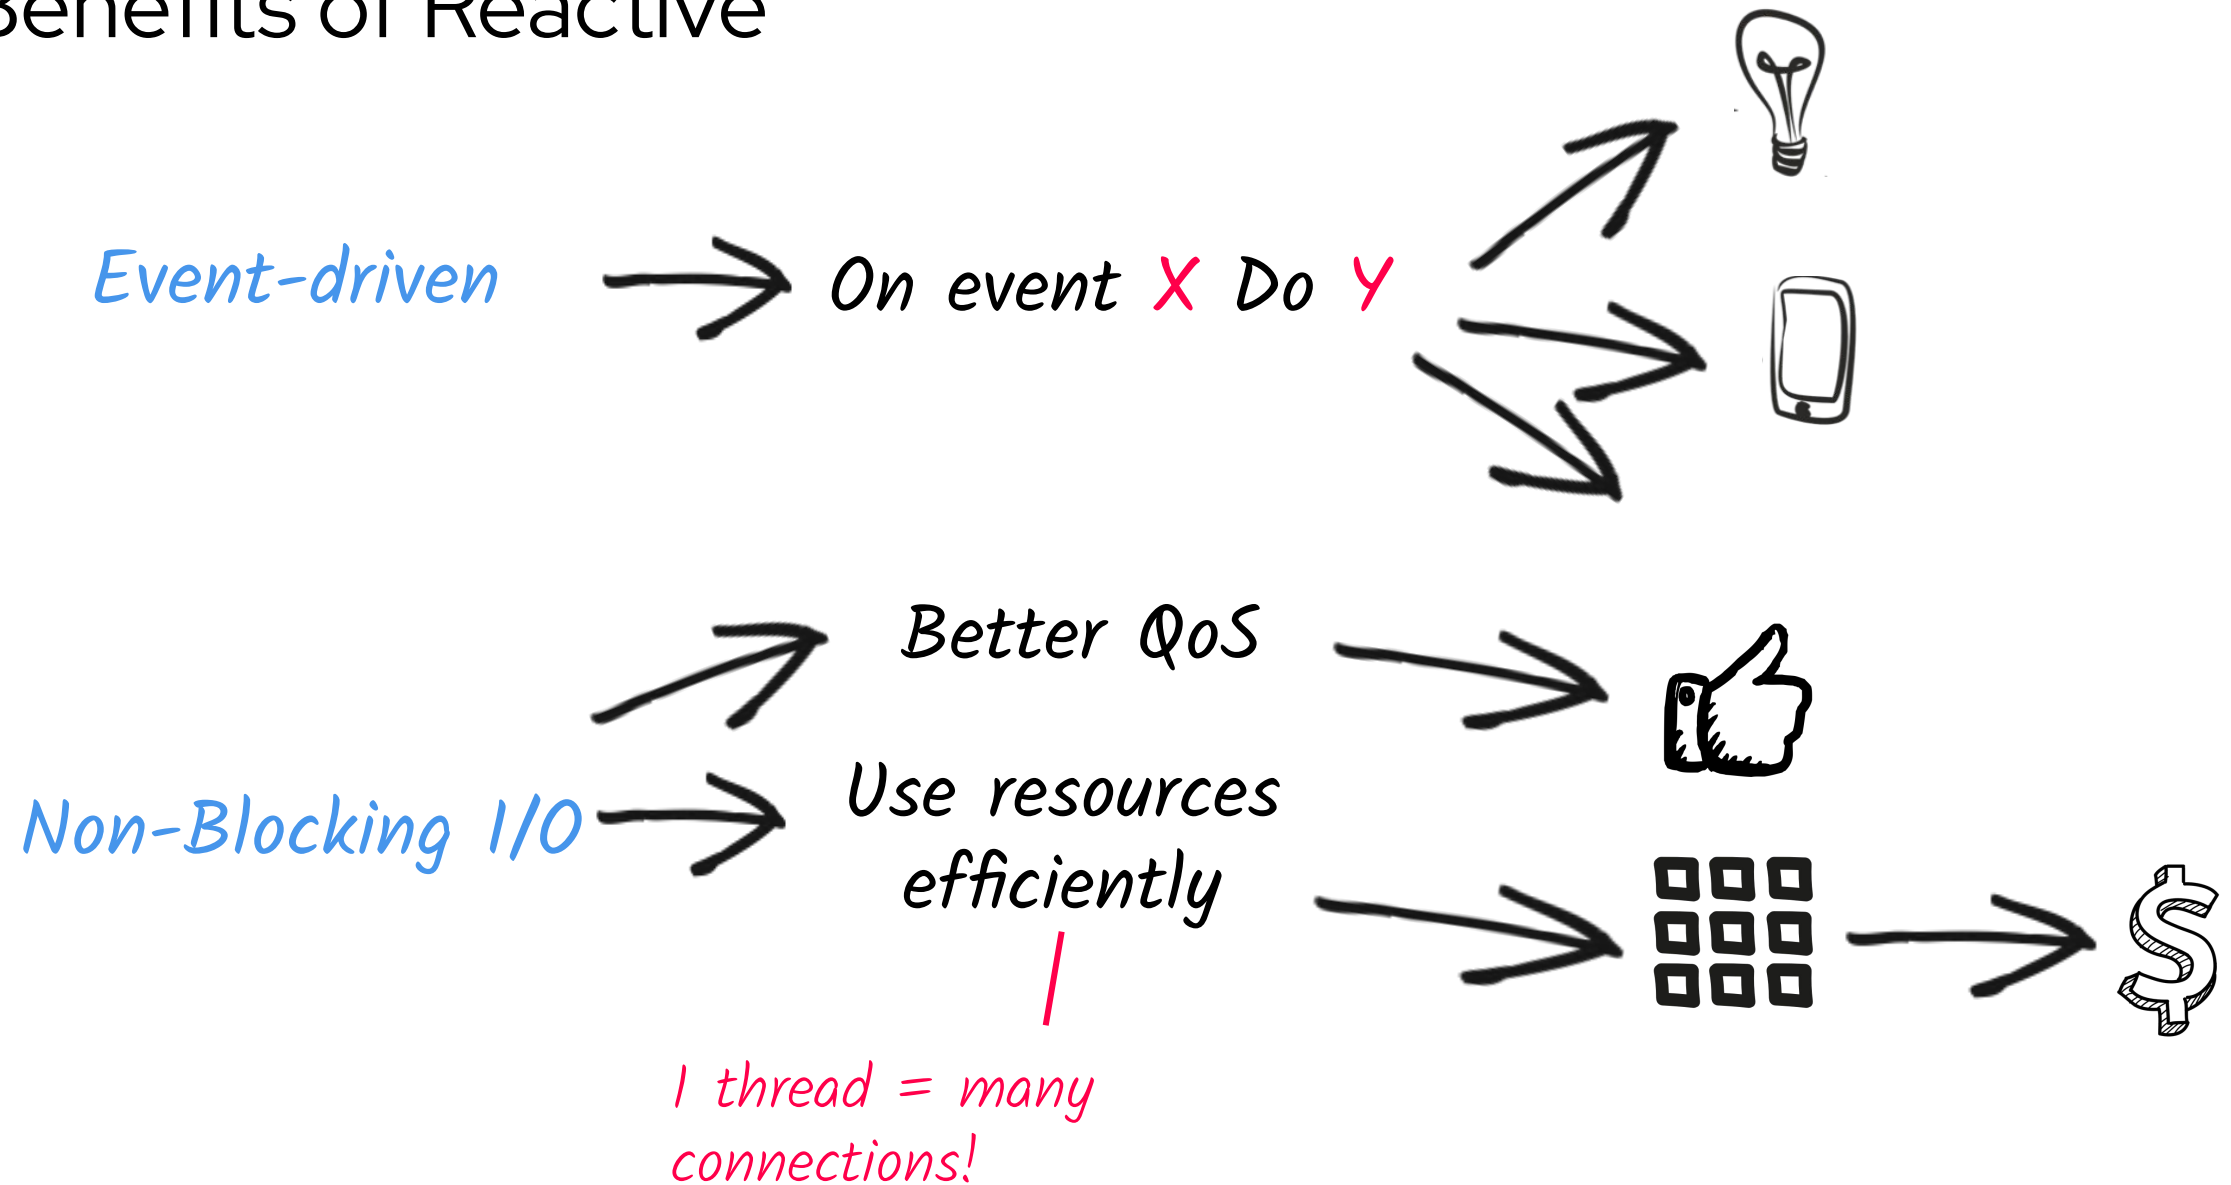 Benefits of Reactive
Event-driven
On event X Do Y
Better QoS
Non-Blocking I/O
Use resources
efficiently
1 thread = many
connections!
$